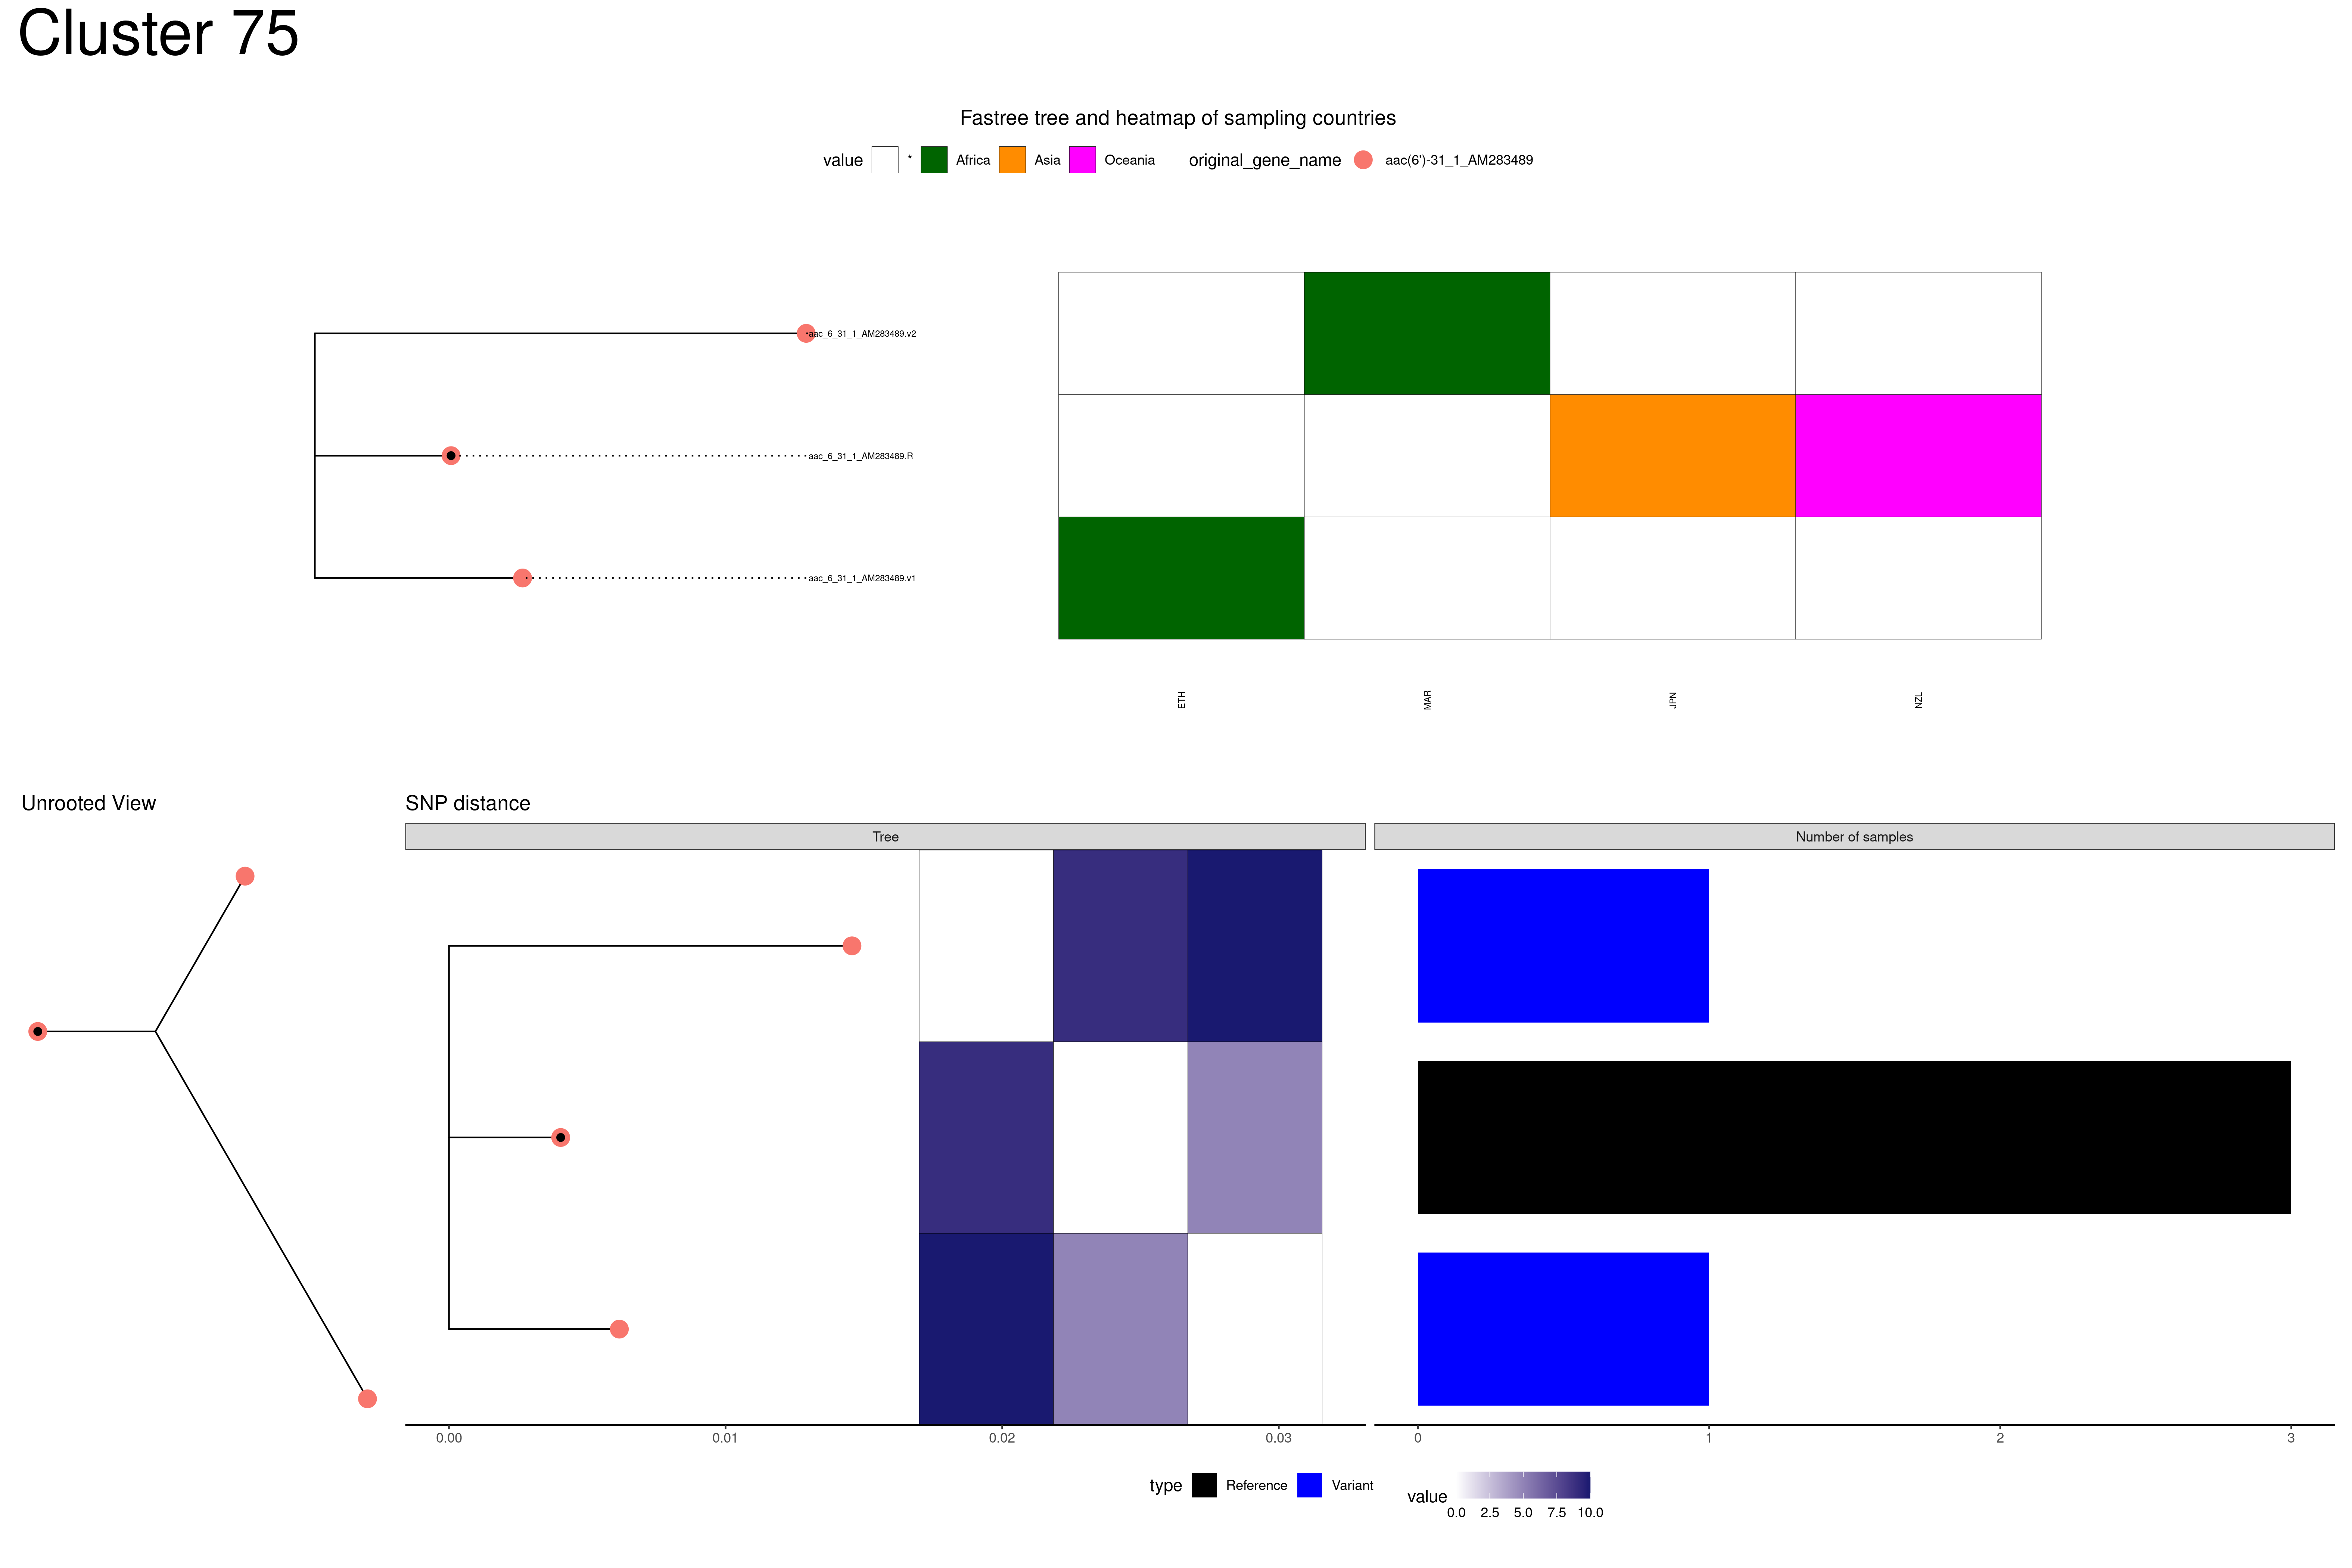 Cluster 75
Fastree tree and heatmap of sampling countries
value * Africa Asia Oceania original_gene_name aac(6')-31_1_AM283489
aac_6_31_1_AM283489.v2
aac_6_31_1_AM283489.R
aac_6_31_1_AM283489.v1
ETH MAR JPN NZL
Unrooted View SNP distance
Tree Number of samples
0.00 0.01 0.02 0.03 0 1 2 3
type Reference Variant value
0.0 2.5 5.0 7.5 10.0